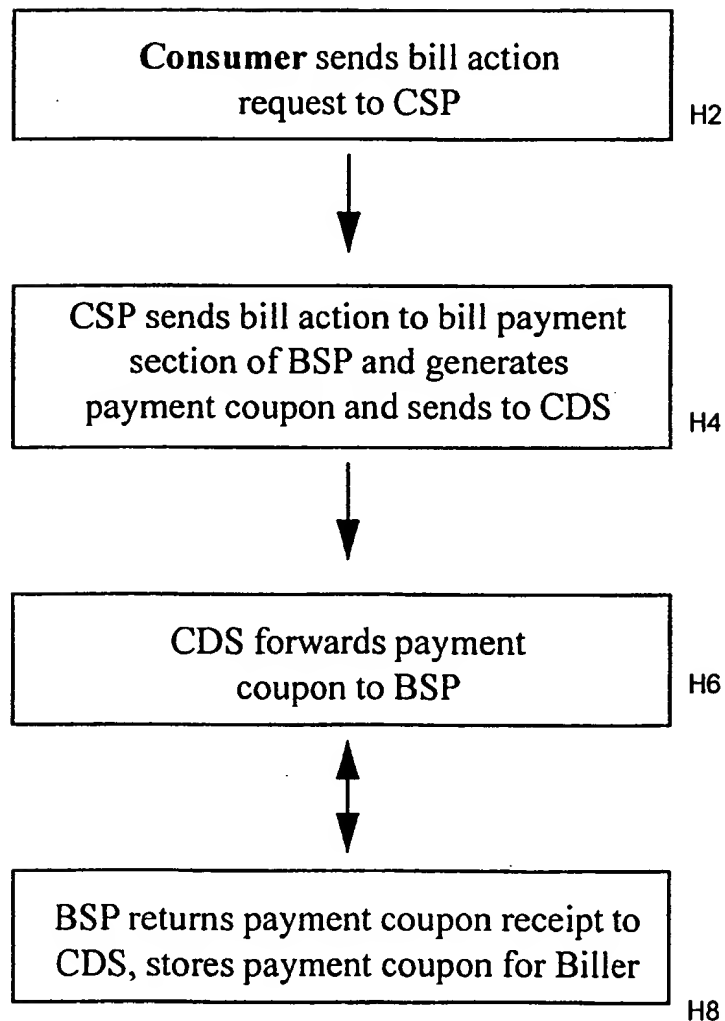 Consumer sends bill action
request to CSP
H2
CSP sends bill action to bill payment
section of BSP and generates
payment coupon and sends to CDS
H4
CDS forwards payment
coupon to BSP
H6
BSP returns payment coupon receipt to
CDS, stores payment coupon for Biller
H8